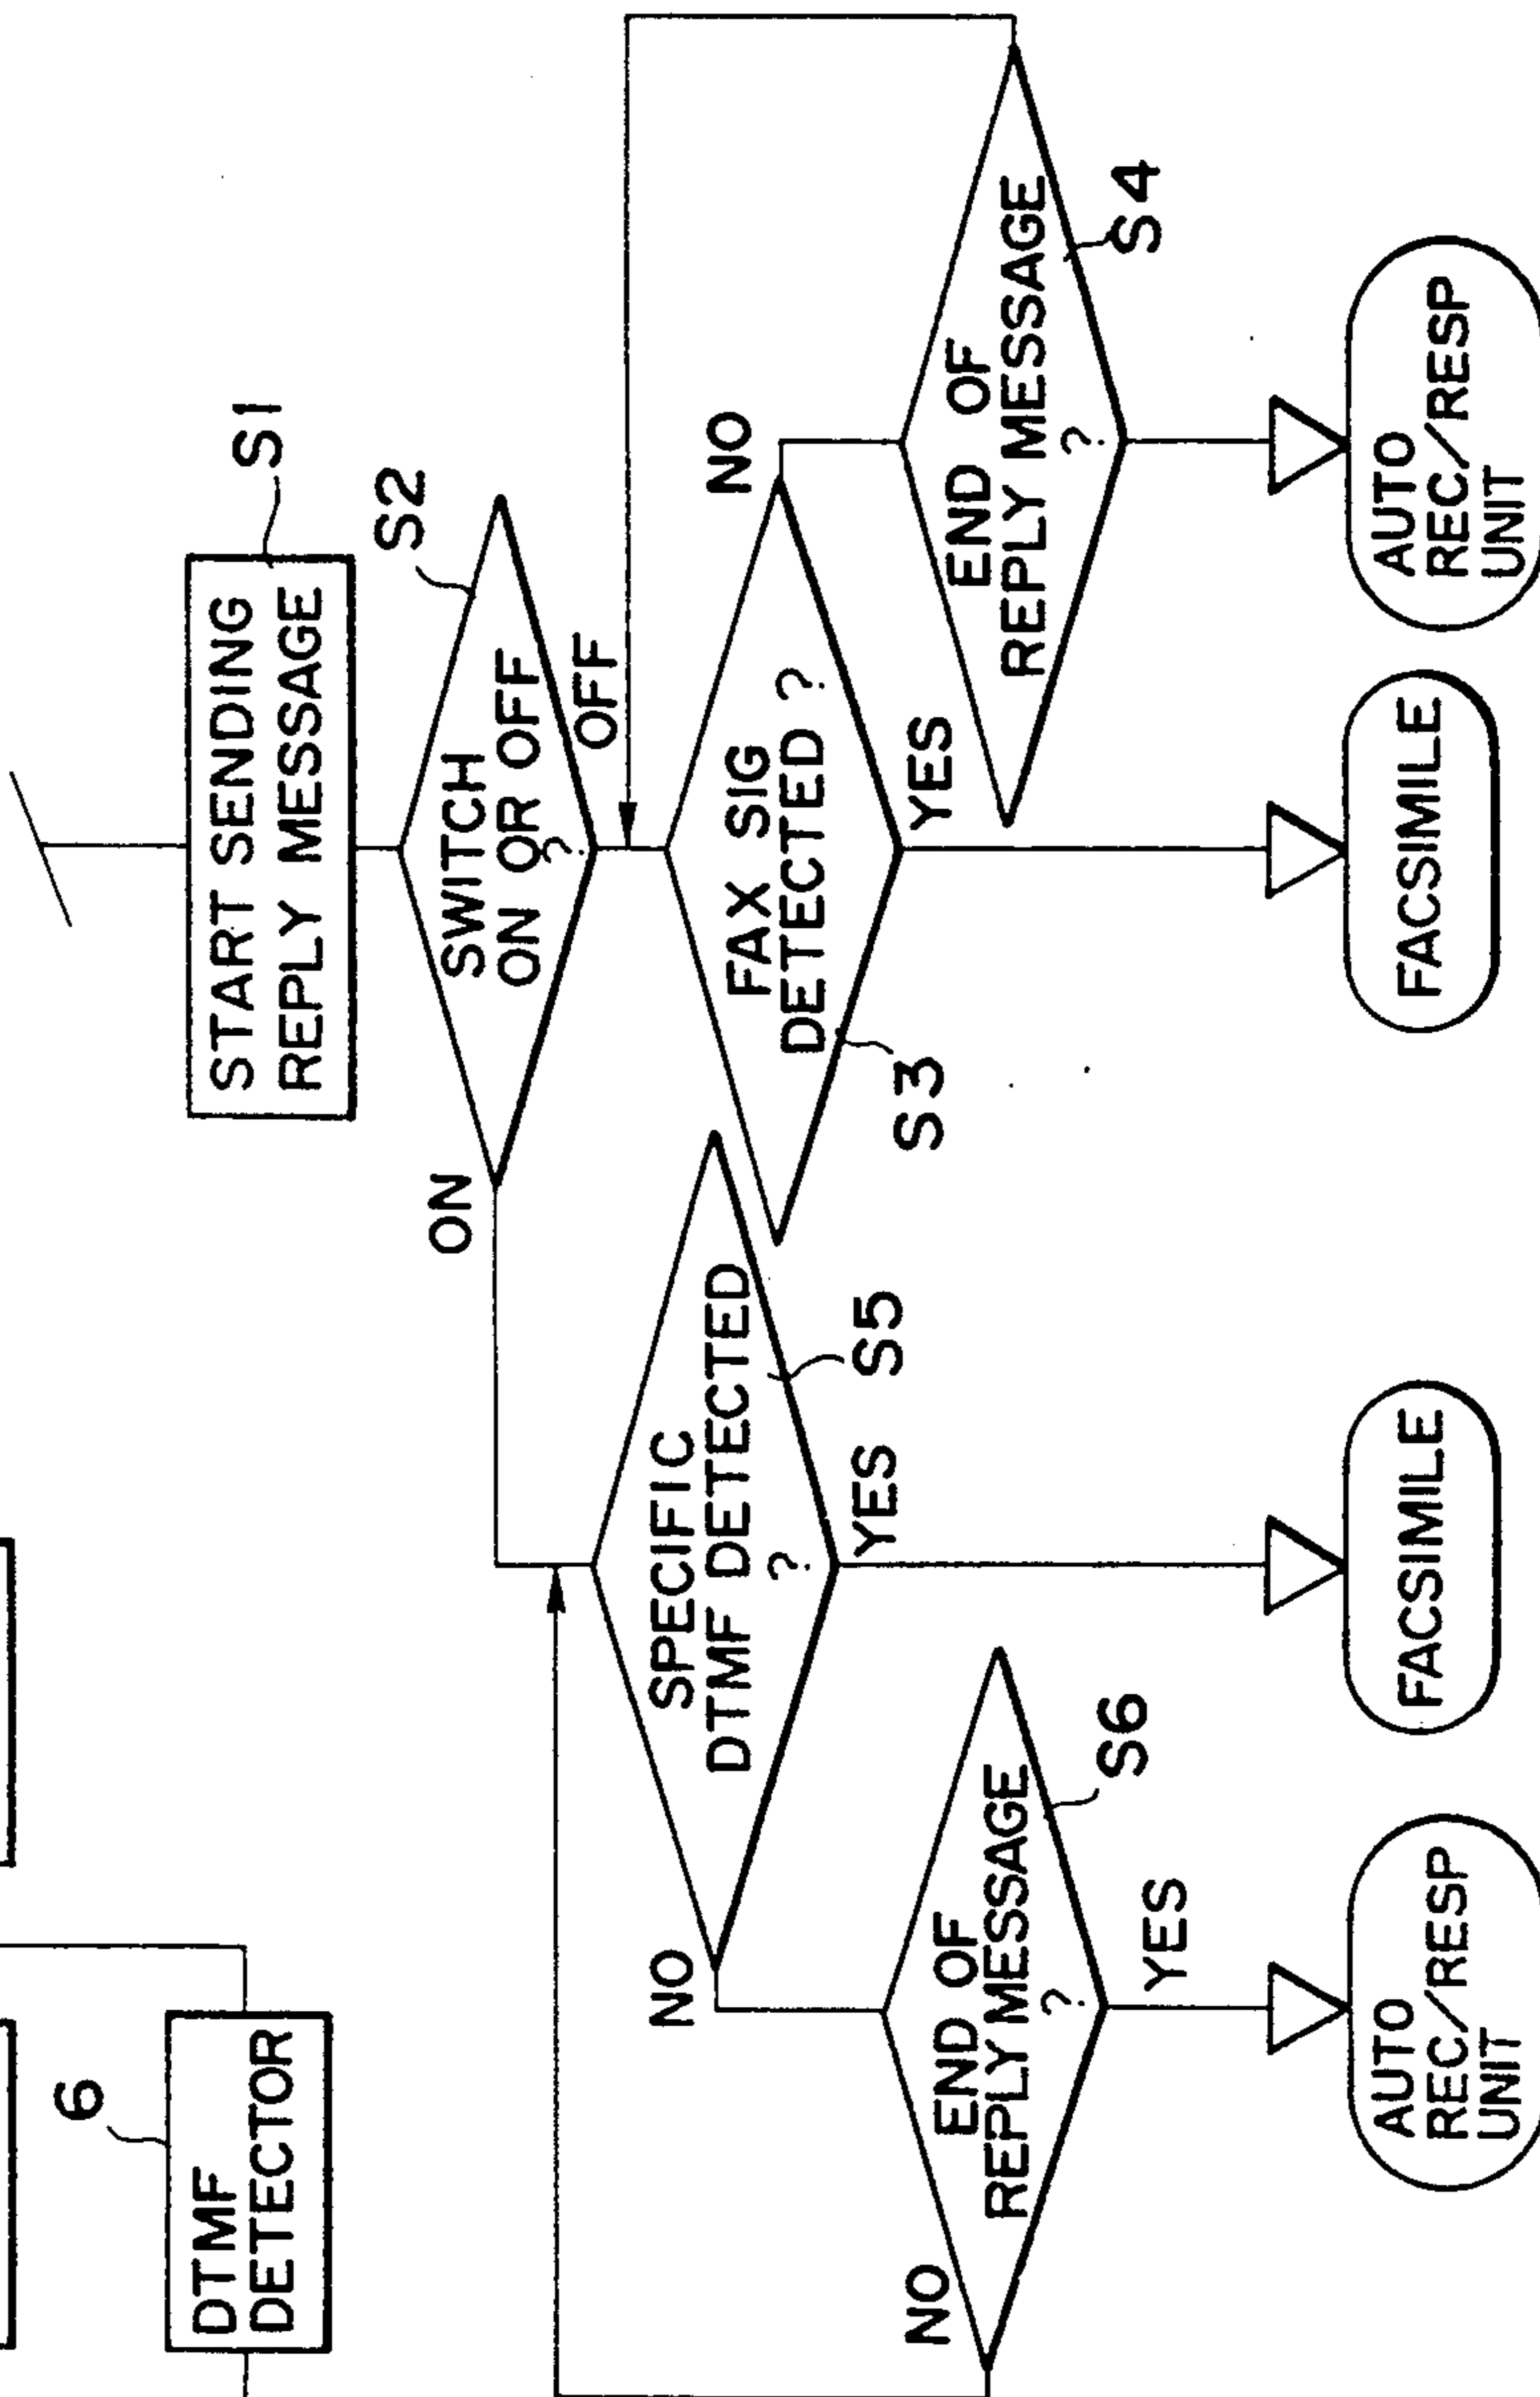 6
DTMF
DETECTOR
START SENDING
REPLY MESSAGE
S1
SWITCH
ON OR OFF
?
S2
ON
OFF
SPECIFIC
DTMF DETECTED
?
S5
NO
YES
FAX SIG
DETECTED ?
S3
NO
YES
END OF
REPLY MESSAGE
?
S6
NO
YES
END OF
REPLY MESSAGE
?
S4
AUTO
REC/RESP
UNIT
FACSIMILE
FACSIMILE
AUTO
REC/RESP
UNIT